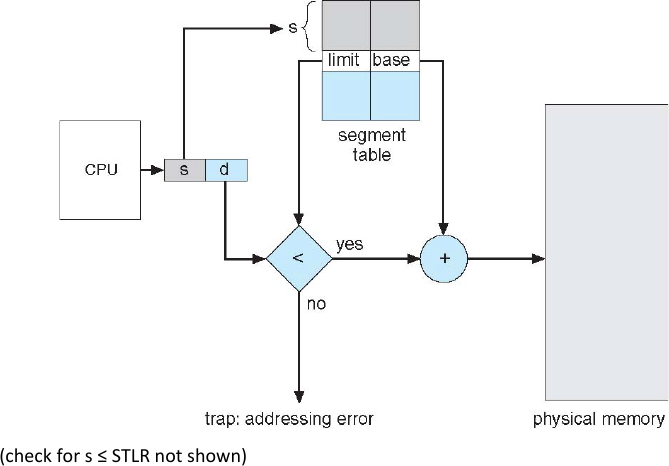 s
limit base
segment
table
CPU
s d
< yes +
no
trap: addressing error
physical memory
(check for s ≤ STLR not shown)